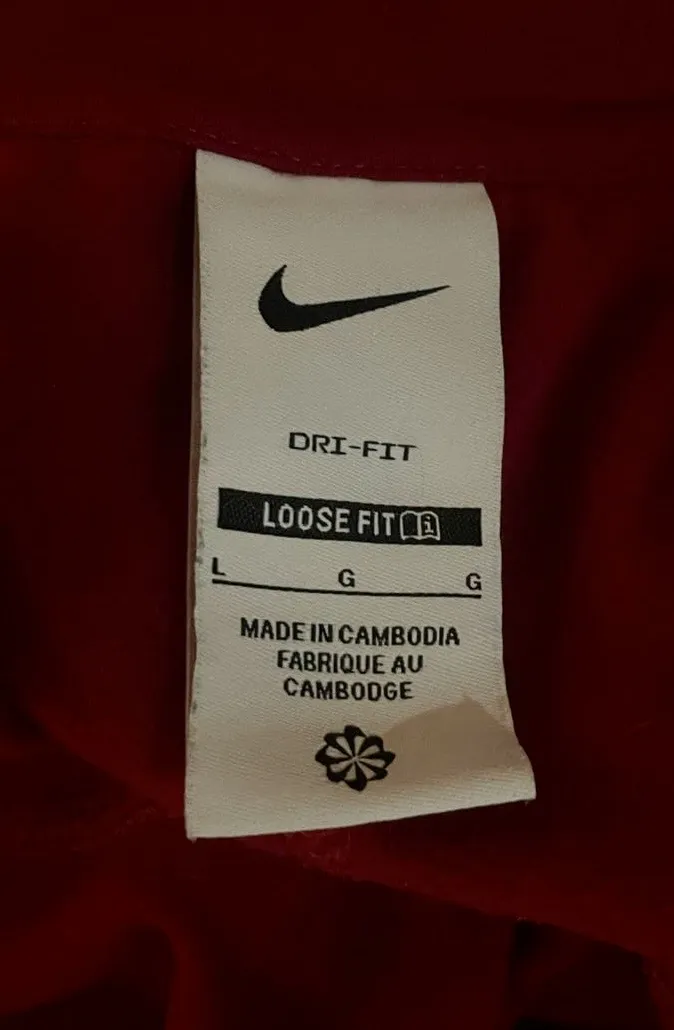 DRI-FIT
LOOSE FIT
L G G
MADE IN CAMBODIA
FABRIQUE AU
CAMBODGE